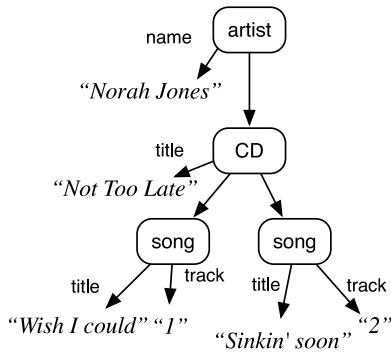 artist
name
“Norah Jones”
CD
title
“Not Too Late”
song
song
title
track
title
track
“Wish I could” “1”
“Sinkin' soon”
“2”